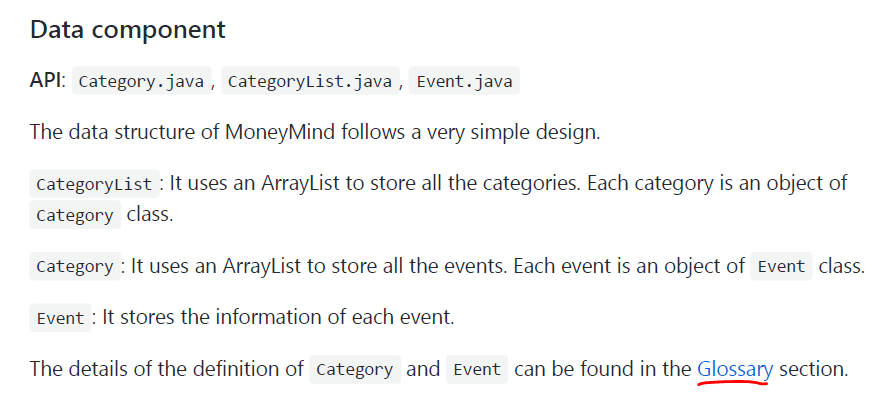 Data component
API: Category.java, CategoryList.java, Event.java
The data structure of MoneyMind follows a very simple design.
CategoryList: It uses an ArrayList to store all the categories. Each category is an object of
Category class.
Category: It uses an ArrayList to store all the events. Each event is an object of Event class.
Event: It stores the information of each event.
The details of the definition of Category and Event can be found in the Glossary section.